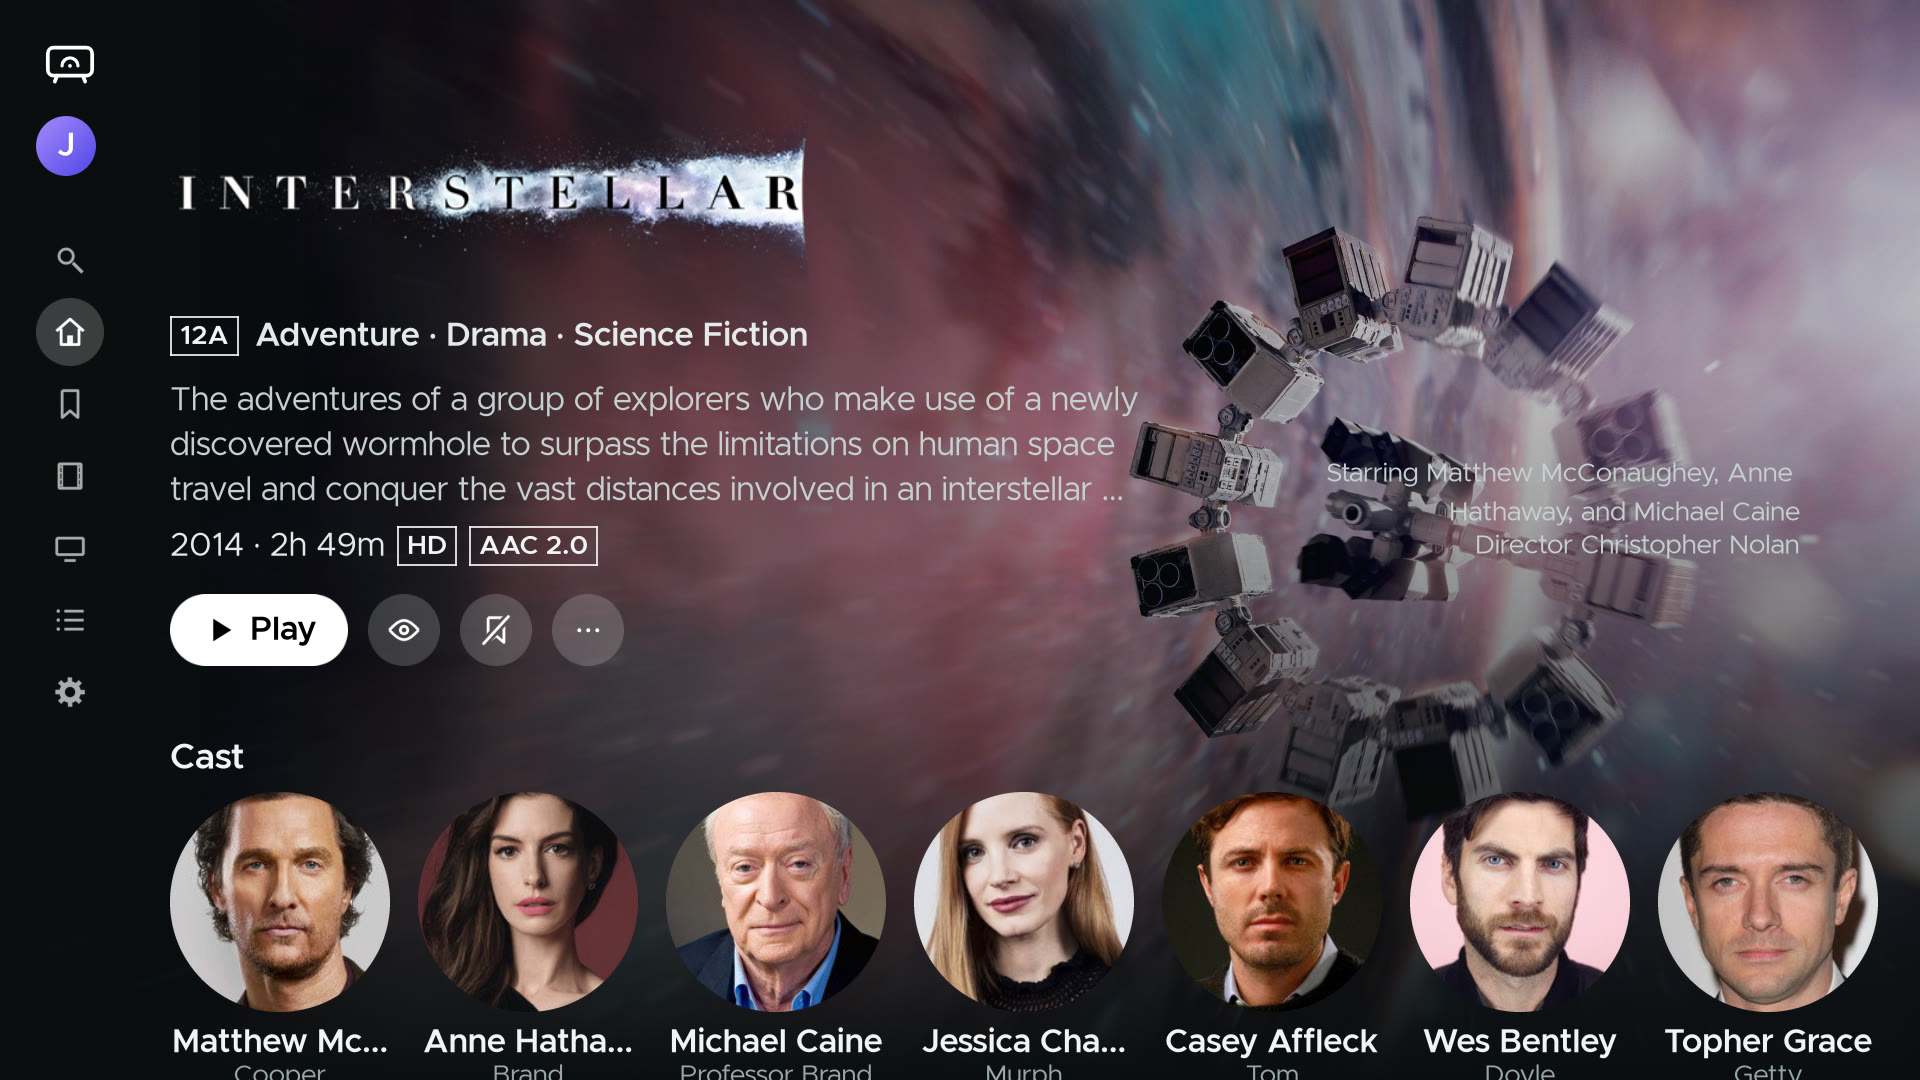 J
INTERSTELLAR
12A Adventure · Drama · Science Fiction
The adventures of a group of explorers who make use of a newly
discovered wormhole to surpass the limitations on human space
travel and conquer the vast distances involved in an interstellar ...
Starring Matthew McConaughey, Anne
Hathaway, and Michael Caine
Director Christopher Nolan
2014 · 2h 49m HD AAC 2.0
Play
Cast
Matthew Mc... Anne Hatha... Michael Caine Jessica Cha... Casey Affleck Wes Bentley Topher Grace
Cooper Brand Professor Brand Murph Tom Doyle Getty